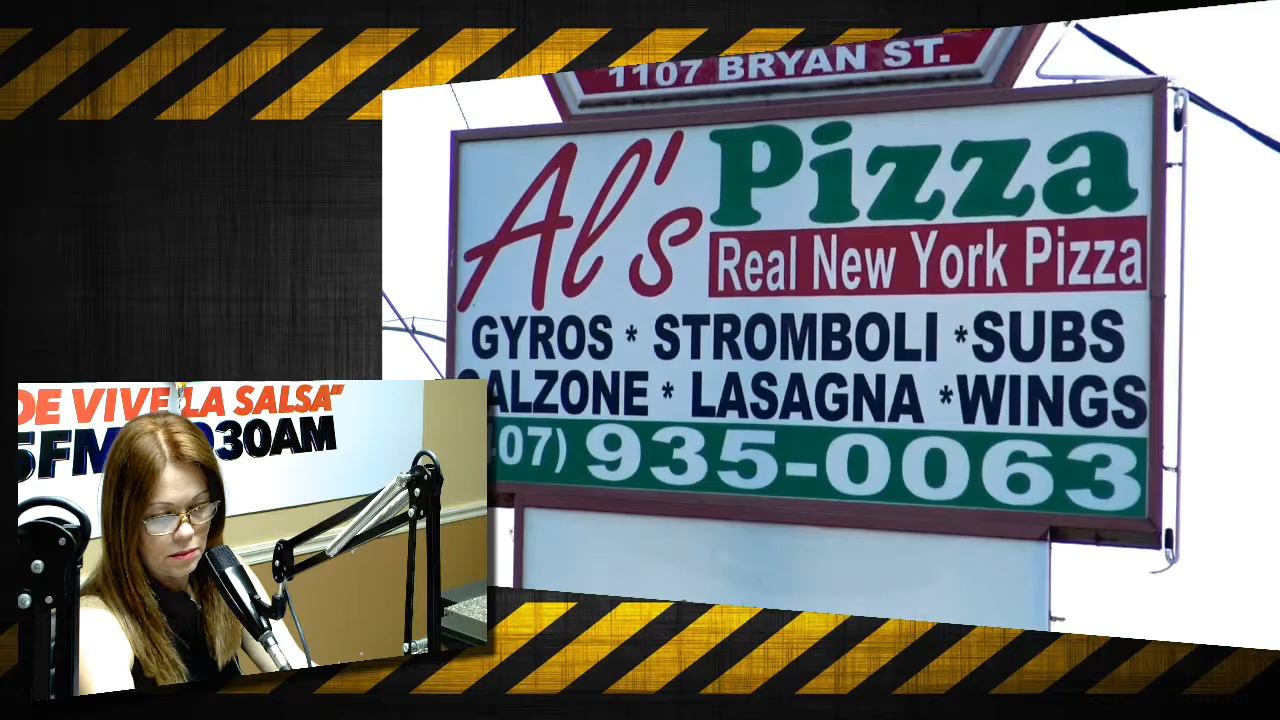 1107 BRYAN ST.
Al's Pizza
Real New York Pizza
GYROS * STROMBOLI *SUBS
CALZONE * LASAGNA *WINGS
07) 935-0063
DE VIVE LA SALSA"
5FM 30AM